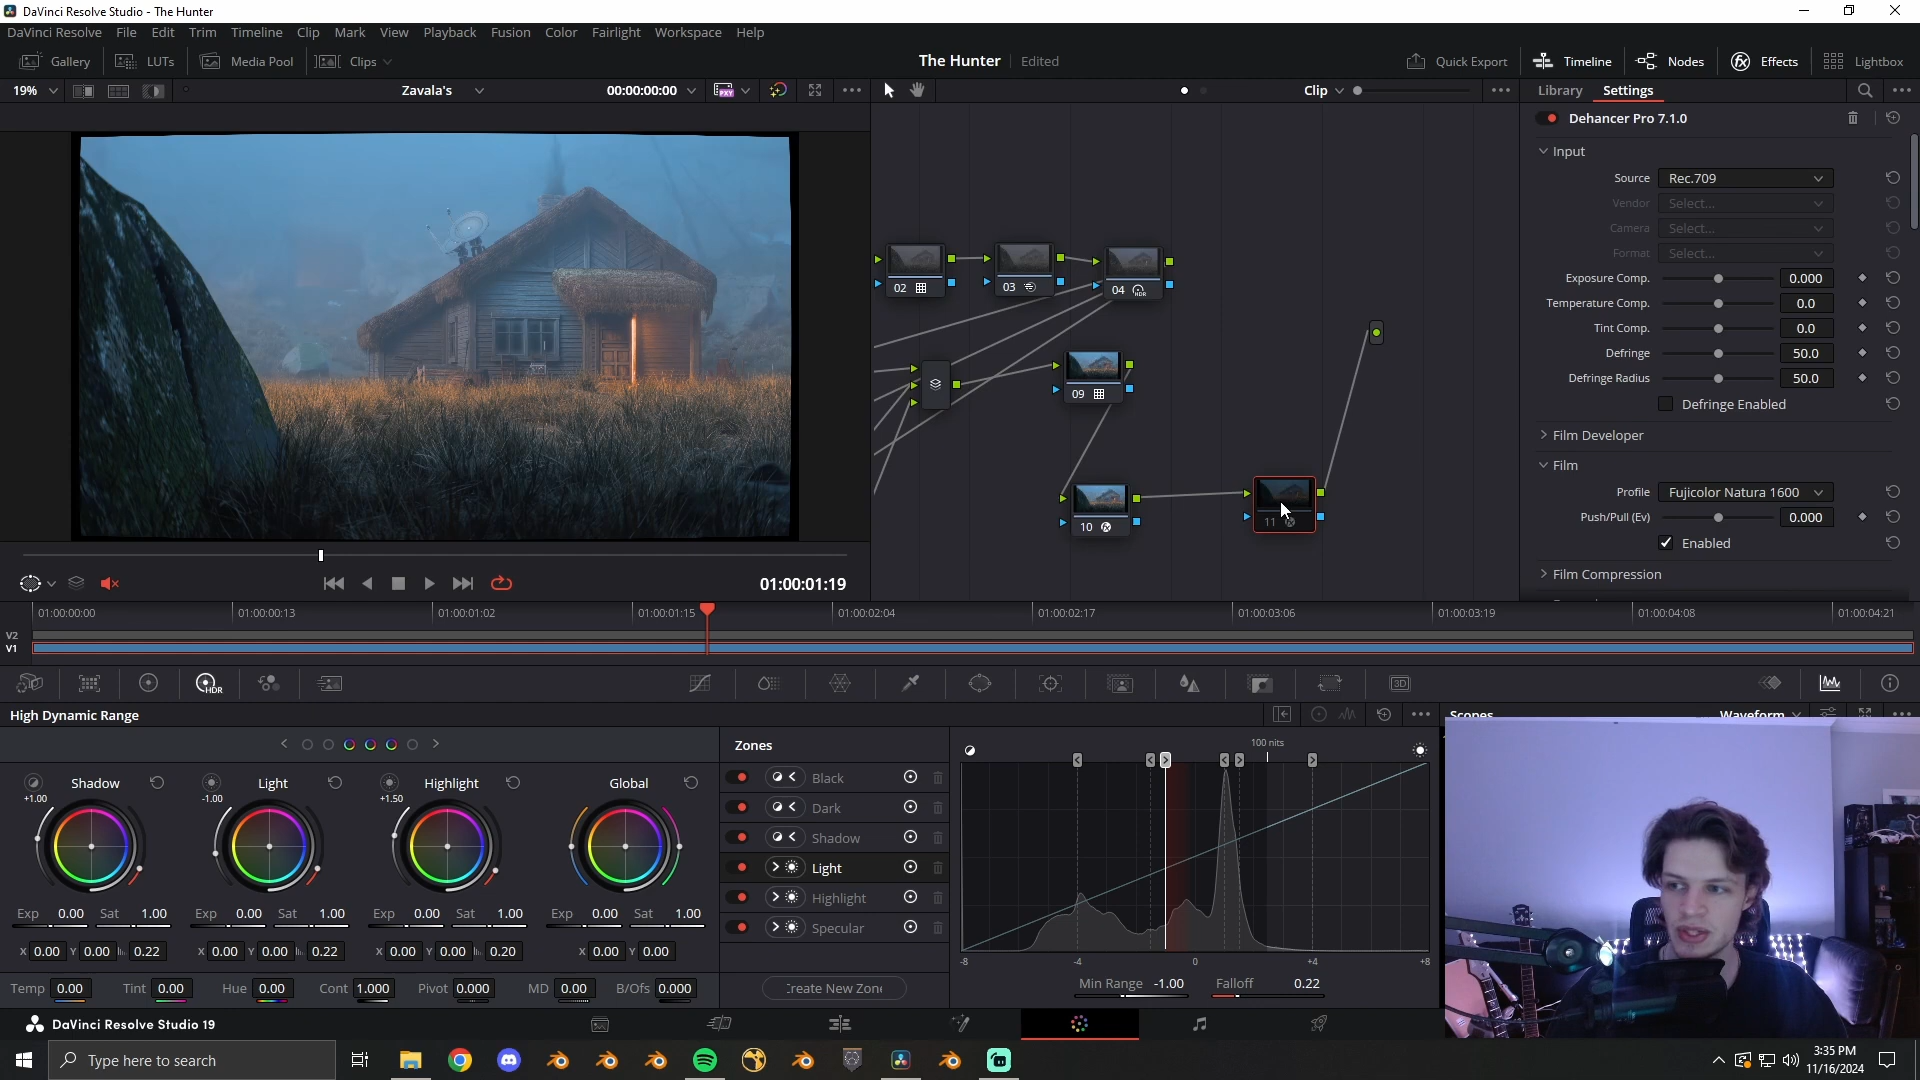 DaVinci Resolve Studio - The Hunter
DaVinci Resolve File Edit Trim Timeline Clip Mark View Playback Fusion Color Fairlight Workspace Help
Gallery LUTs Media Pool Clips The Hunter Edited Quick Export Timeline Nodes Effects Lightbox
19% Zavala's 00:00:00:00 PXY Clip Library Settings
Dehancer Pro 7.1.0
Input
Source Rec.709
Vendor Select...
Camera Select...
Format Select...
Exposure Comp. 0.000
Temperature Comp. 0.0
Tint Comp. 0.0
Defringe 50.0
Defringe Radius 50.0
Defringe Enabled
Film Developer
Film
Profile Fujicolor Natura 1600
Push/Pull (Ev) 0.000
Enabled
Film Compression
02 03 04 HDR
09
10 11
01:00:01:19
01:00:00:00 01:00:00:13 01:00:01:02 01:00:01:15 01:00:02:04 01:00:02:17 01:00:03:06 01:00:03:19 01:00:04:08 01:00:04:21
V2
V1
HDR 3D
High Dynamic Range Scopes Waveform
Shadow Light Highlight Global
+1.00 -1.00 +1.50
Exp 0.00 Sat 1.00 Exp 0.00 Sat 1.00 Exp 0.00 Sat 1.00 Exp 0.00 Sat 1.00
X 0.00 Y 0.00 0.22 X 0.00 Y 0.00 0.22 X 0.00 Y 0.00 0.20 X 0.00 Y 0.00
Temp 0.00 Tint 0.00 Hue 0.00 Cont 1.000 Pivot 0.000 MD 0.00 B/Ofs 0.000
Zones
Black
Dark
Shadow
Light
Highlight
Specular
Create New Zone
100 nits
-8 -4 0 +4 +8
Min Range -1.00 Falloff 0.22
DaVinci Resolve Studio 19
Type here to search
3:35 PM
11/16/2024